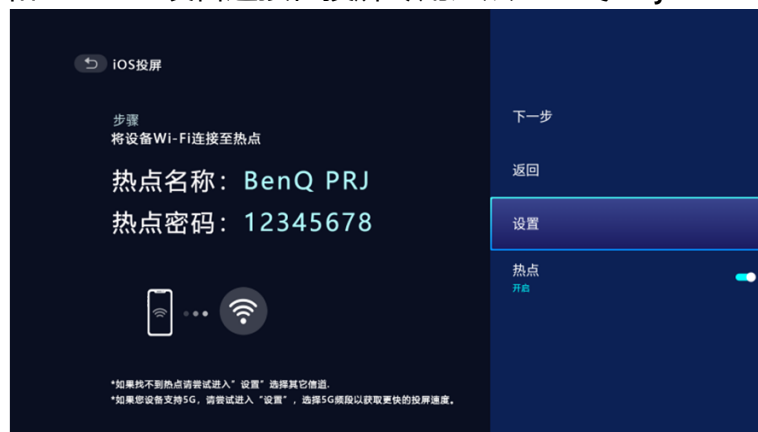 iOS投屏
步骤
将设备Wi-Fi连接至热点
热点名称：BenQ PRJ
热点密码：12345678
*如果找不到热点请尝试进入“设置”选择其它信道.
*如果您设备支持5G，请尝试进入“设置”，选择5G频段以获取更快的投屏速度。
下一步
返回
设置
热点
开启